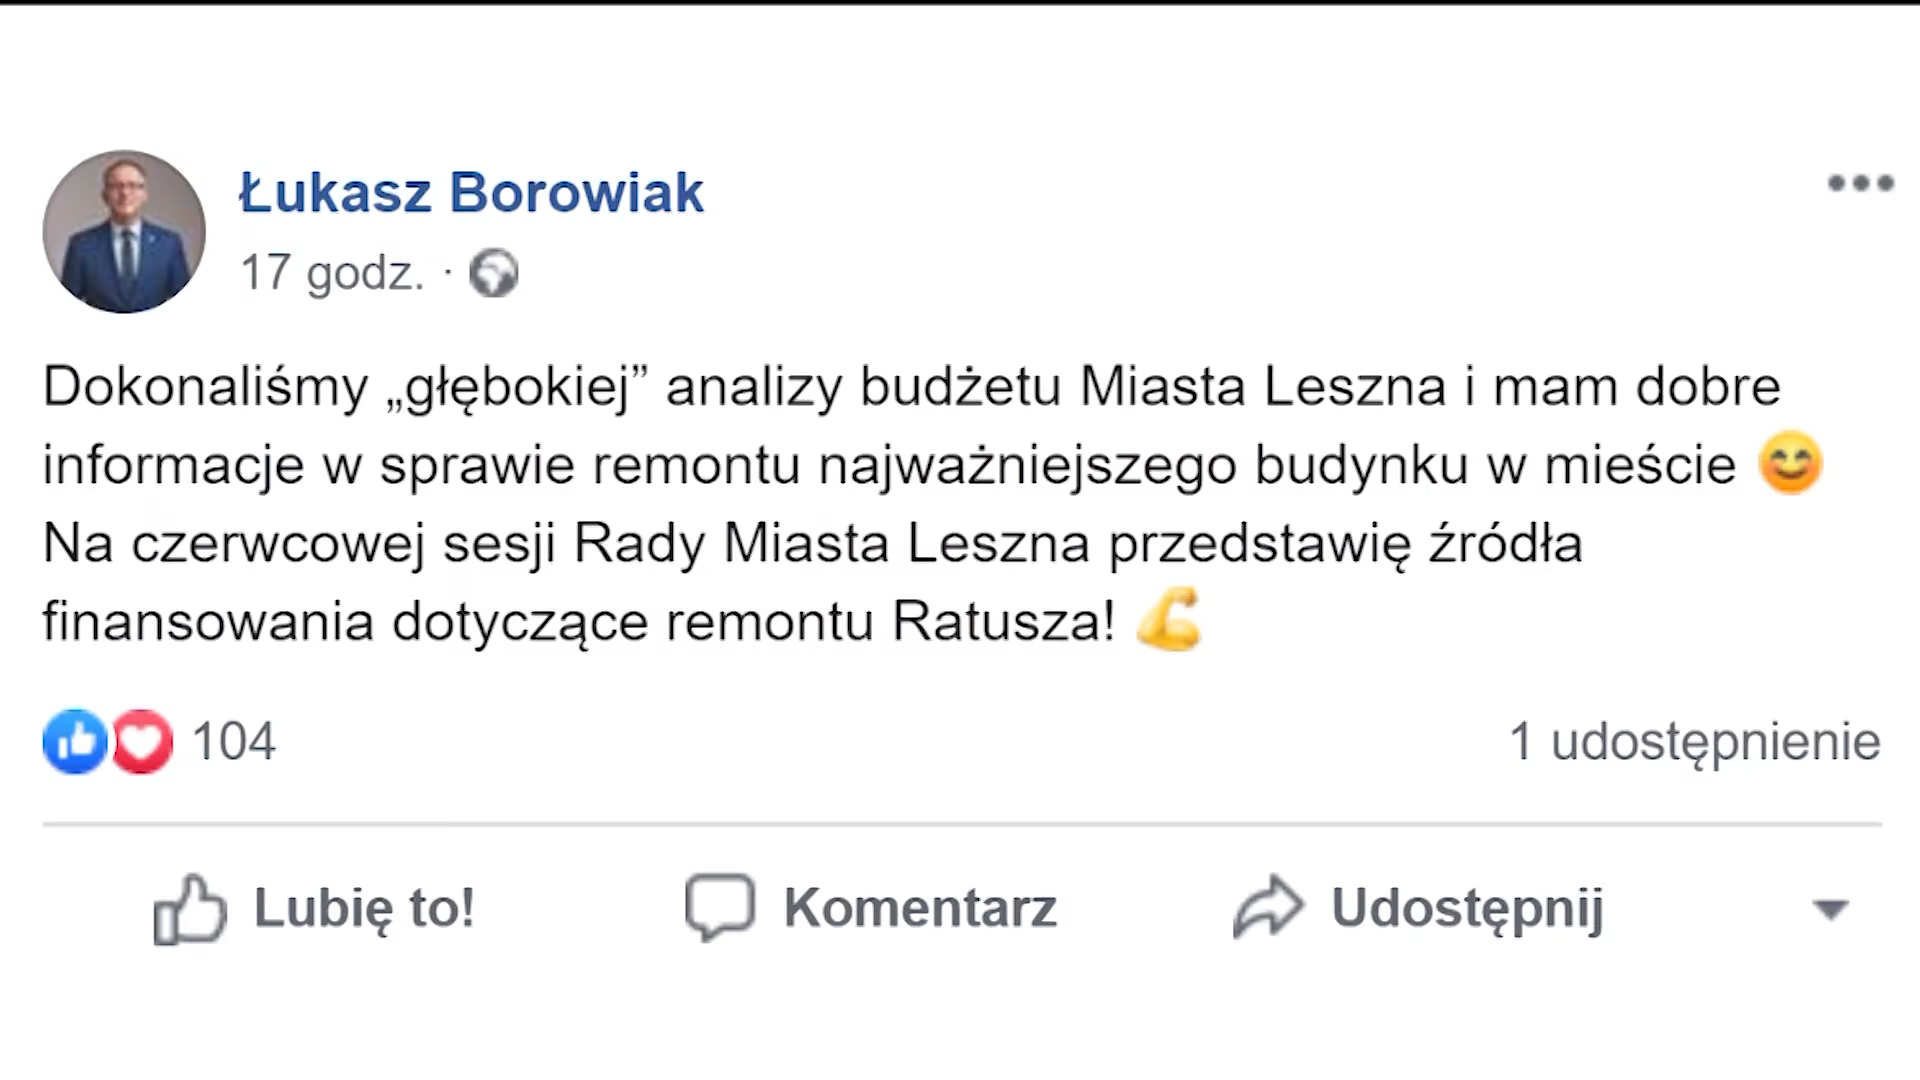 Łukasz Borowiak
17 godz. ·
Dokonaliśmy „głębokiej” analizy budżetu Miasta Leszna i mam dobre
informacje w sprawie remontu najważniejszego budynku w mieście 😊
Na czerwcowej sesji Rady Miasta Leszna przedstawię źródła
finansowania dotyczące remontu Ratusza! 💪
104
1 udostępnienie
Lubię to!
Komentarz
Udostępnij